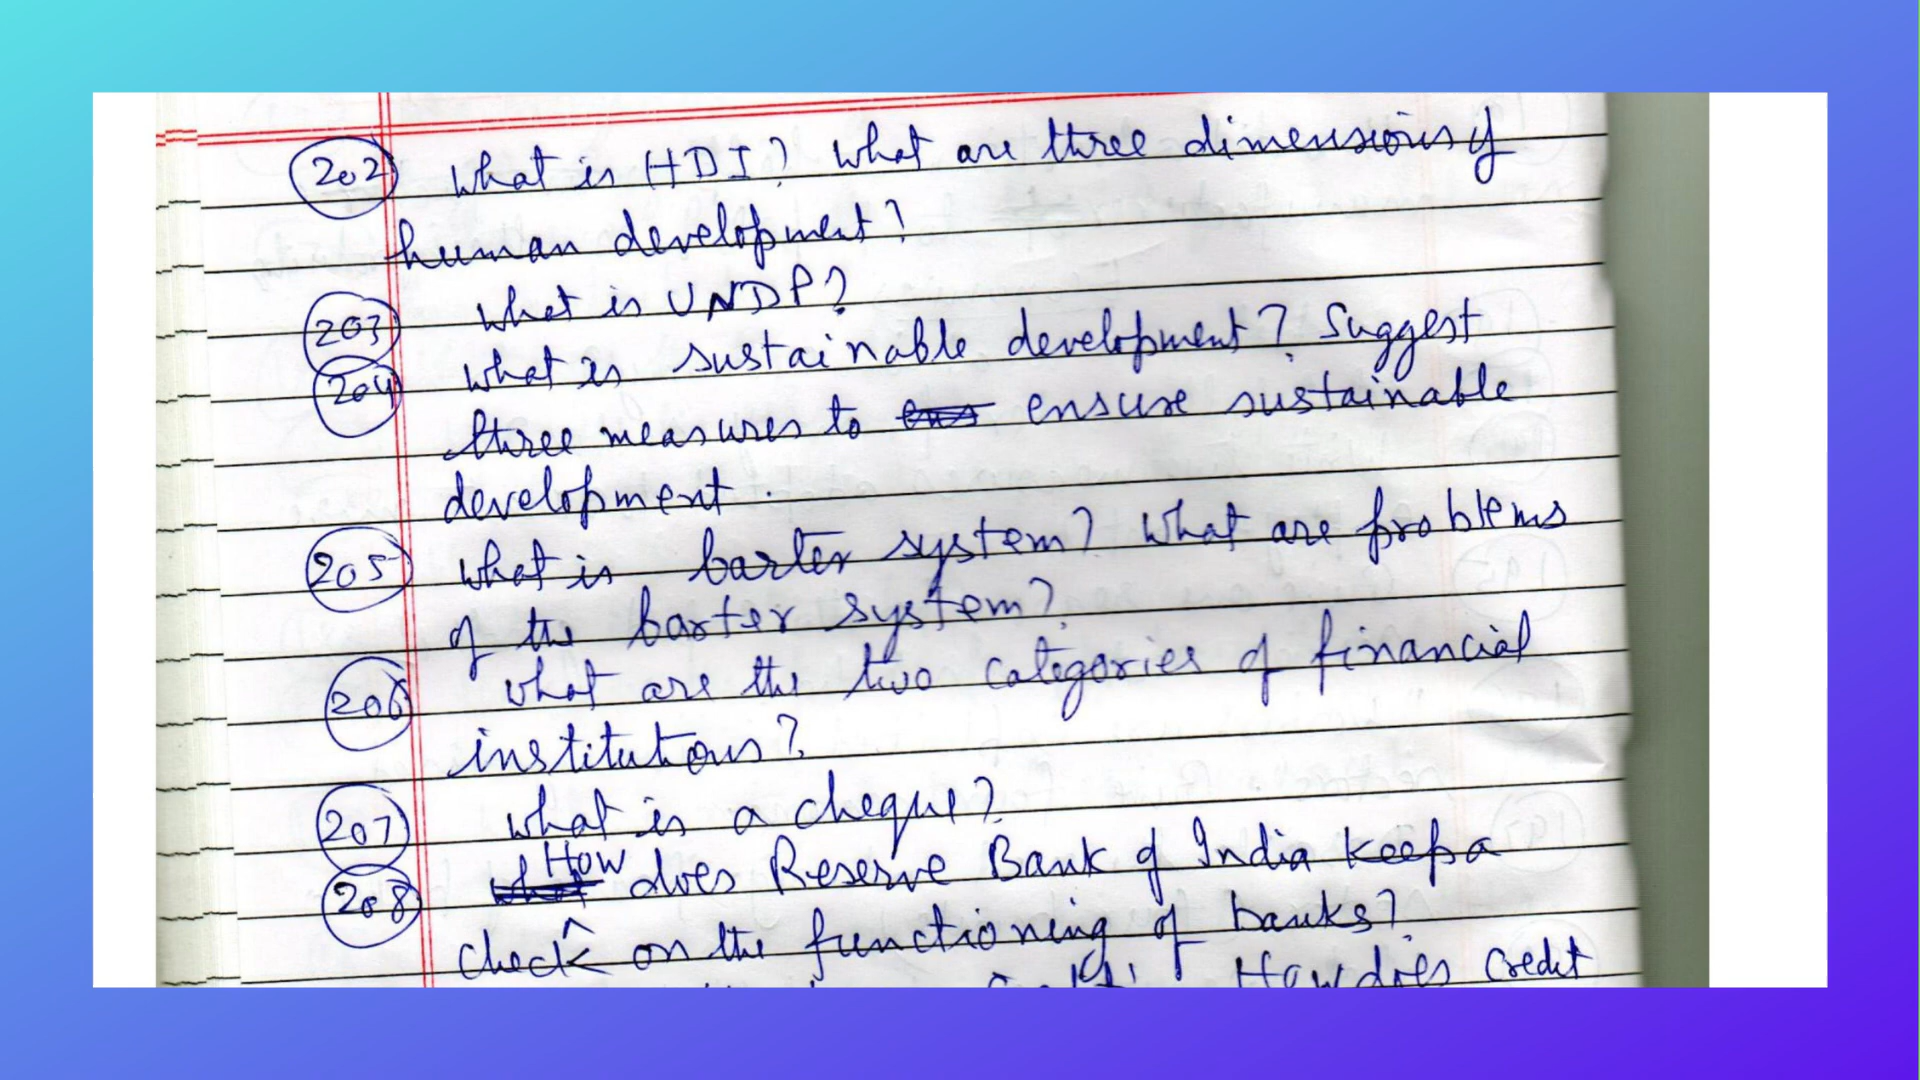 202 What is HDI? What are three dimensions of
human development?
203 What is UNDP?
204 What is sustainable development? Suggest
three measures to ensure sustainable
development.
205 What is barter system? What are problems
of the barter system?
206 What are the two categories of financial
institutions?
207 What is a cheque?
208 How does Reserve Bank of India keep a
check on the functioning of banks?
How does credit